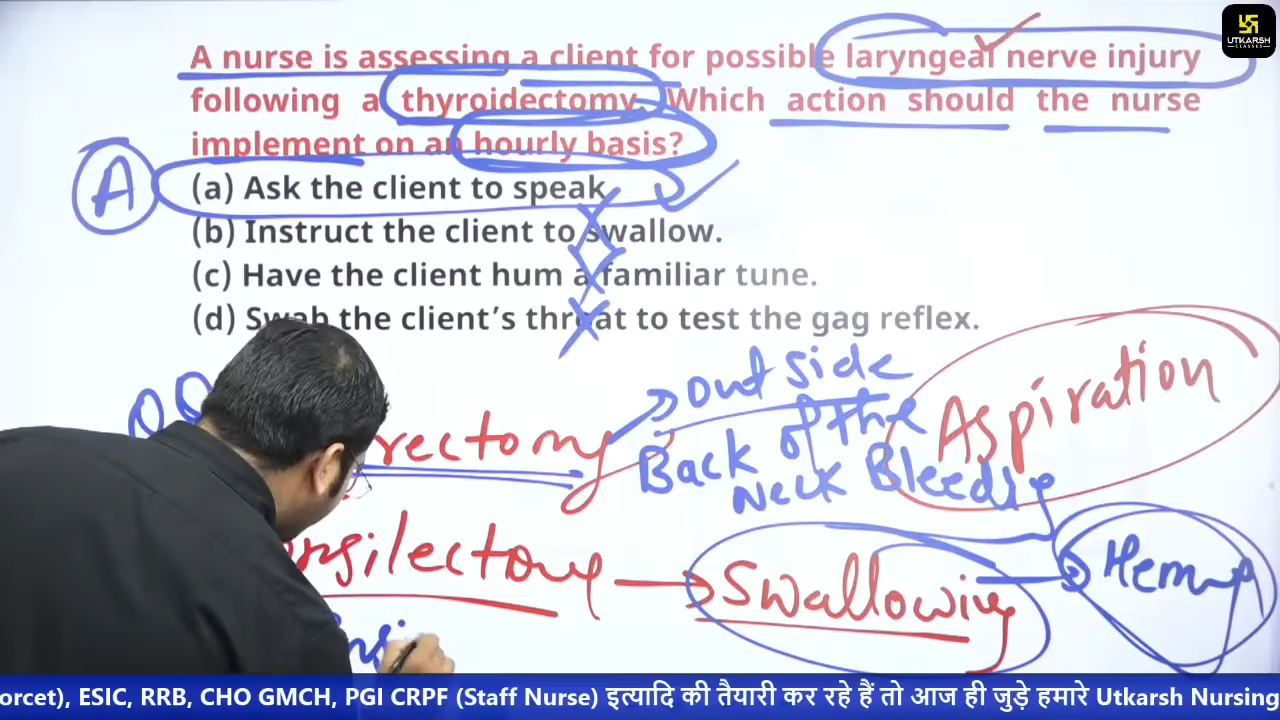 UTKARSH
CLASSES
A nurse is assessing a client for possible laryngeal nerve injury
following a thyroidectomy. Which action should the nurse
implement on an hourly basis?
A
(a) Ask the client to speak
(b) Instruct the client to swallow.
(c) Have the client hum a familiar tune.
(d) Swab the client’s throat to test the gag reflex.
rectomy
out side
of the
Back
Neck Bleeding
Aspiration
onsilectomy
Swallowing
Hemrg
orcet), ESIC, RRB, CHO GMCH, PGI CRPF (Staff Nurse) इत्यादि की तैयारी कर रहे हैं तो आज ही जुड़े हमारे Utkarsh Nursing